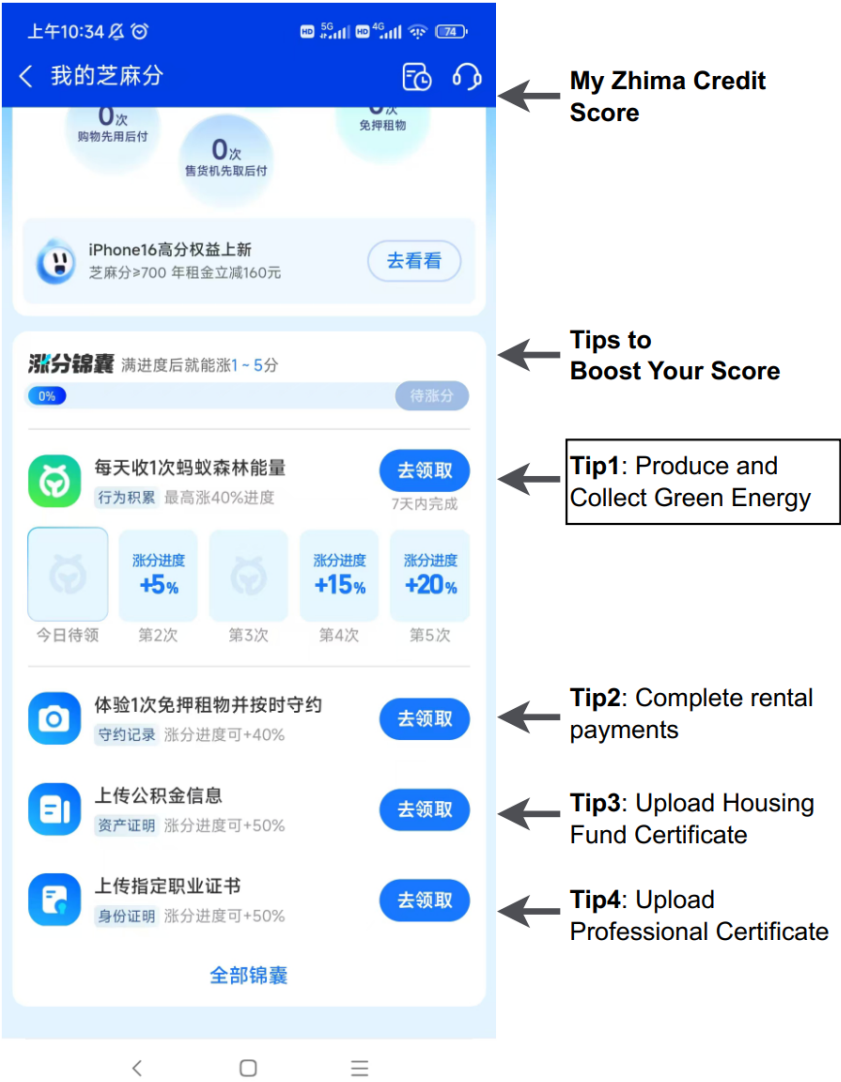 上午10:34
HD 5G HD 4G 74
我的芝麻分
My Zhima Credit
Score
0次
购物先用后付
0次
售货机先取后付
0次
免押租物
iPhone16高分权益上新
芝麻分≥700 年租金立减160元
去看看
Tips to
Boost Your Score
涨分锦囊 满进度后就能涨1~5分
0%
待涨分
每天收1次蚂蚁森林能量
行为积累 最高涨40%进度
去领取
7天内完成
Tip1: Produce and
Collect Green Energy
涨分进度
+5%
涨分进度
+15%
涨分进度
+20%
今日待领
第2次
第3次
第4次
第5次
体验1次免押租物并按时守约
守约记录 涨分进度可+40%
去领取
Tip2: Complete rental
payments
上传公积金信息
资产证明 涨分进度可+50%
去领取
Tip3: Upload Housing
Fund Certificate
上传指定职业证书
身份证明 涨分进度可+50%
去领取
Tip4: Upload
Professional Certificate
全部锦囊